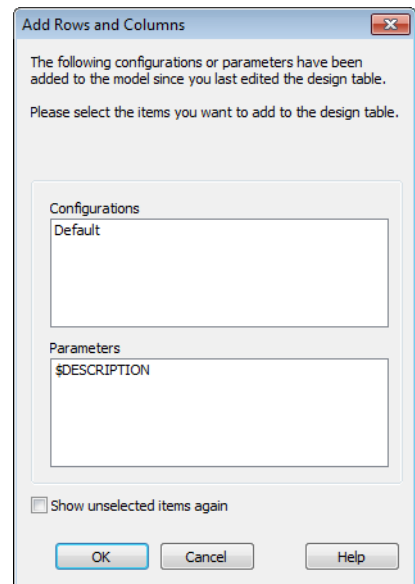 Add Rows and Columns
The following configurations or parameters have been
added to the model since you last edited the design table.
Please select the items you want to add to the design table.
Configurations
Default
Parameters
$DESCRIPTION
Show unselected items again
OK
Cancel
Help